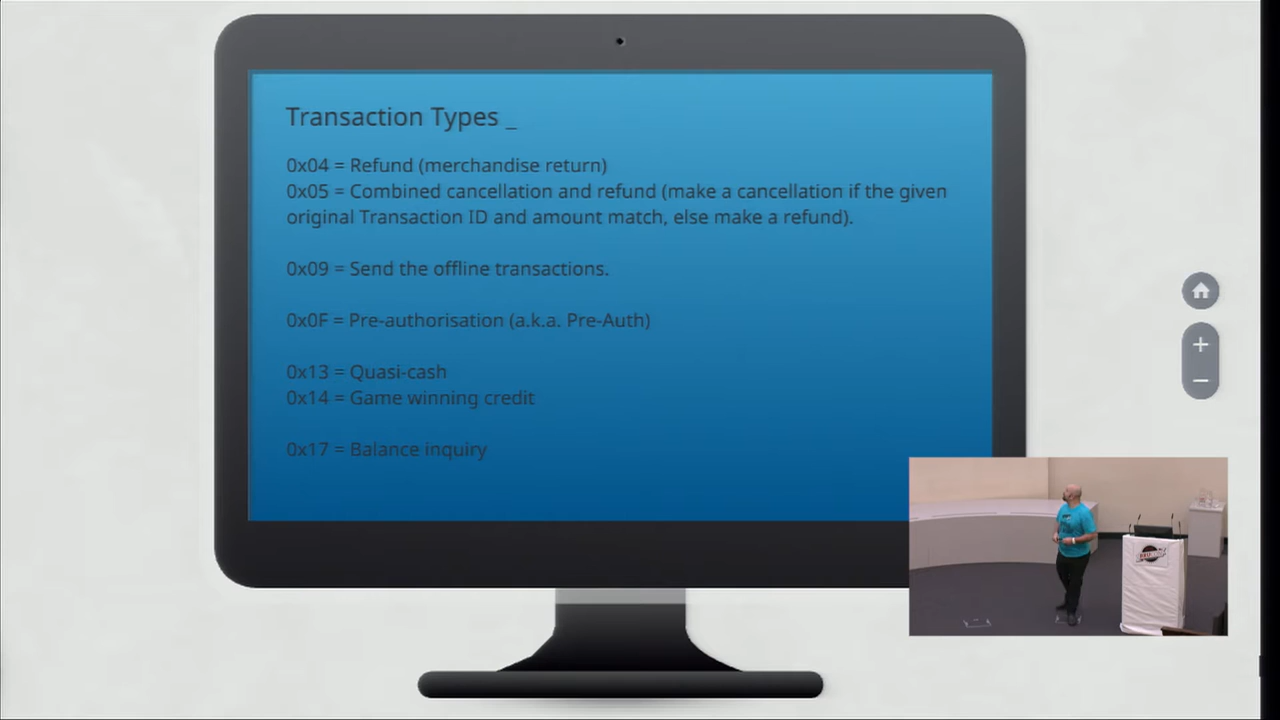 Transaction Types _
0x04 = Refund (merchandise return)
0x05 = Combined cancellation and refund (make a cancellation if the given
original Transaction ID and amount match, else make a refund).
0x09 = Send the offline transactions.
0x0F = Pre-authorisation (a.k.a. Pre-Auth)
0x13 = Quasi-cash
0x14 = Game winning credit
0x17 = Balance inquiry